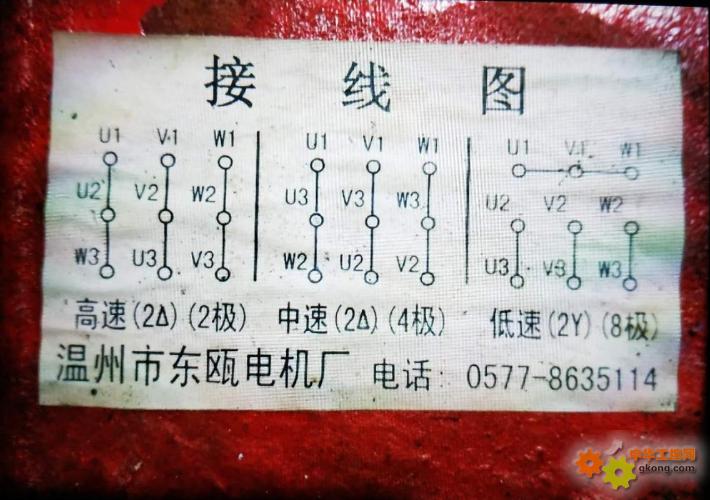 接 线 图
U1 V1 W1 U1 V1 W1 U1 V1 W1
U2 V2 W2 U3 V3 W3 U2 V2 W2
W3 U3 V3 W2 U2 V2 U3 V3 W3
高速(2Δ)(2极) 中速(2Δ)(4极) 低速(2Y)(8极)
温州市东瓯电机厂 电话: 0577-8635114
中华工控网
gkong.com